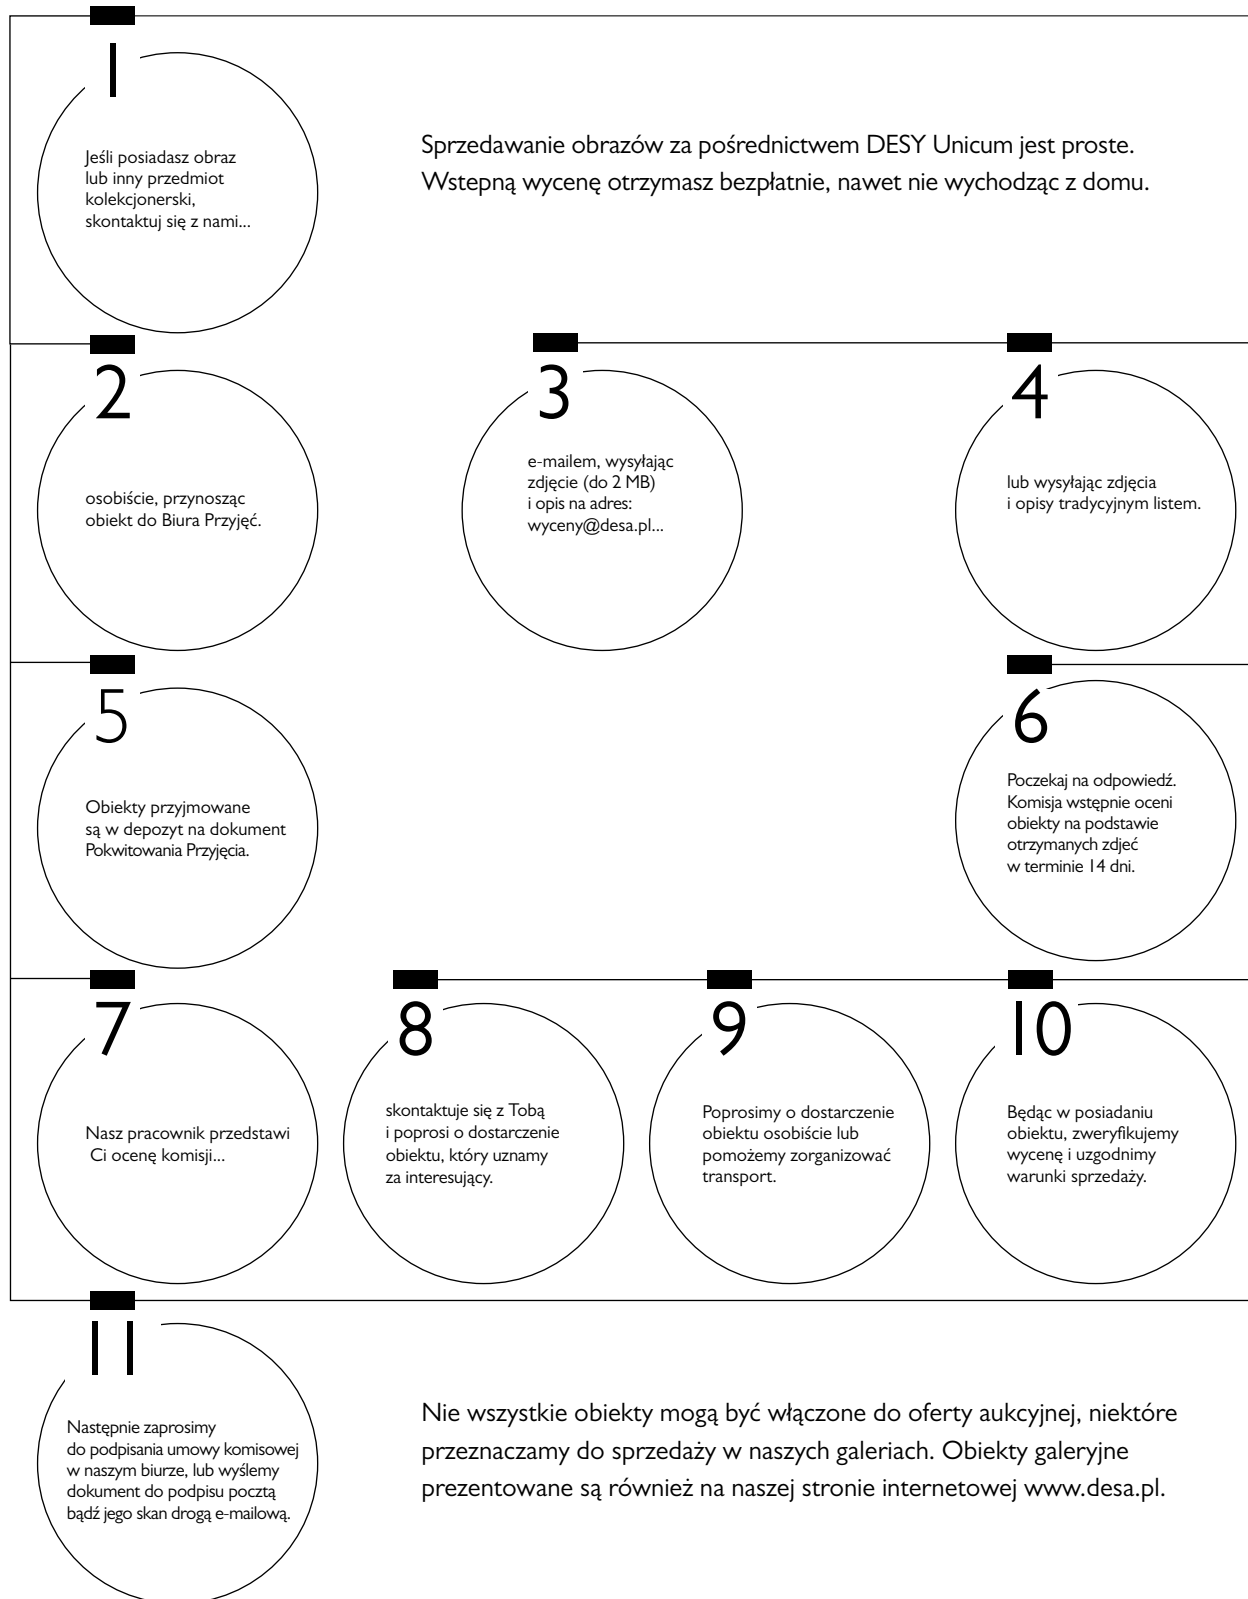 1
Jeśli posiadasz obraz
lub inny przedmiot
kolekcjonerski,
skontaktuj się z nami...
Sprzedawanie obrazów za pośrednictwem DESY Unicum jest proste.
Wstepną wycenę otrzymasz bezpłatnie, nawet nie wychodząc z domu.
2
osobiście, przynosząc
obiekt do Biura Przyjęć.
3
e-mailem, wysyłając
zdjęcie (do 2 MB)
i opis na adres:
wyceny@desa.pl...
4
lub wysyłając zdjęcia
i opisy tradycyjnym listem.
5
Obiekty przyjmowane
są w depozyt na dokument
Pokwitowania Przyjęcia.
6
Poczekaj na odpowiedź.
Komisja wstępnie oceni
obiekty na podstawie
otrzymanych zdjeć
w terminie 14 dni.
7
Nasz pracownik przedstawi
Ci ocenę komisji...
8
skontaktuje się z Tobą
i poprosi o dostarczenie
obiektu, który uznamy
za interesujący.
9
Poprosimy o dostarczenie
obiektu osobiście lub
pomożemy zorganizować
transport.
10
Będąc w posiadaniu
obiektu, zweryfikujemy
wycenę i uzgodnimy
warunki sprzedaży.
11
Następnie zaprosimy
do podpisania umowy komisowej
w naszym biurze, lub wyślemy
dokument do podpisu pocztą
bądź jego skan drogą e-mailową.
Nie wszystkie obiekty mogą być włączone do oferty aukcyjnej, niektóre
przeznaczamy do sprzedaży w naszych galeriach. Obiekty galeryjne
prezentowane są również na naszej stronie internetowej www.desa.pl.